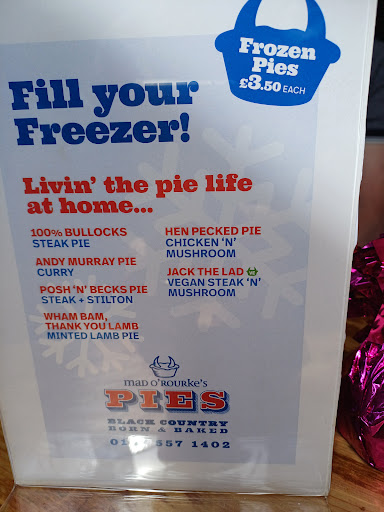 Frozen
Pies
£3.50 EACH
Fill your
Freezer!
Livin' the pie life
at home...
100% BULLOCKS
STEAK PIE
ANDY MURRAY PIE
CURRY
POSH 'N' BECKS PIE
STEAK + STILTON
WHAM BAM,
THANK YOU LAMB
MINTED LAMB PIE
HEN PECKED PIE
CHICKEN 'N'
MUSHROOM
JACK THE LAD
VEGAN STEAK 'N'
MUSHROOM
MAD O'ROURKE'S
PIES
BLACK COUNTRY
BORN & BAKED
557 1402